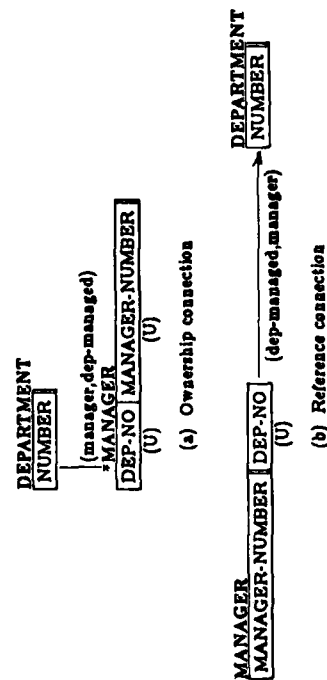 DEPARTMENT
NUMBER
(manager,dep-managed)
*MANAGER
DEP-NO MANAGER-NUMBER
(U) (U)
(a) Ownership connection
MANAGER
MANAGER-NUMBER DEP-NO
(U)
(dep-managed,manager)
DEPARTMENT
NUMBER
(b) Reference connection